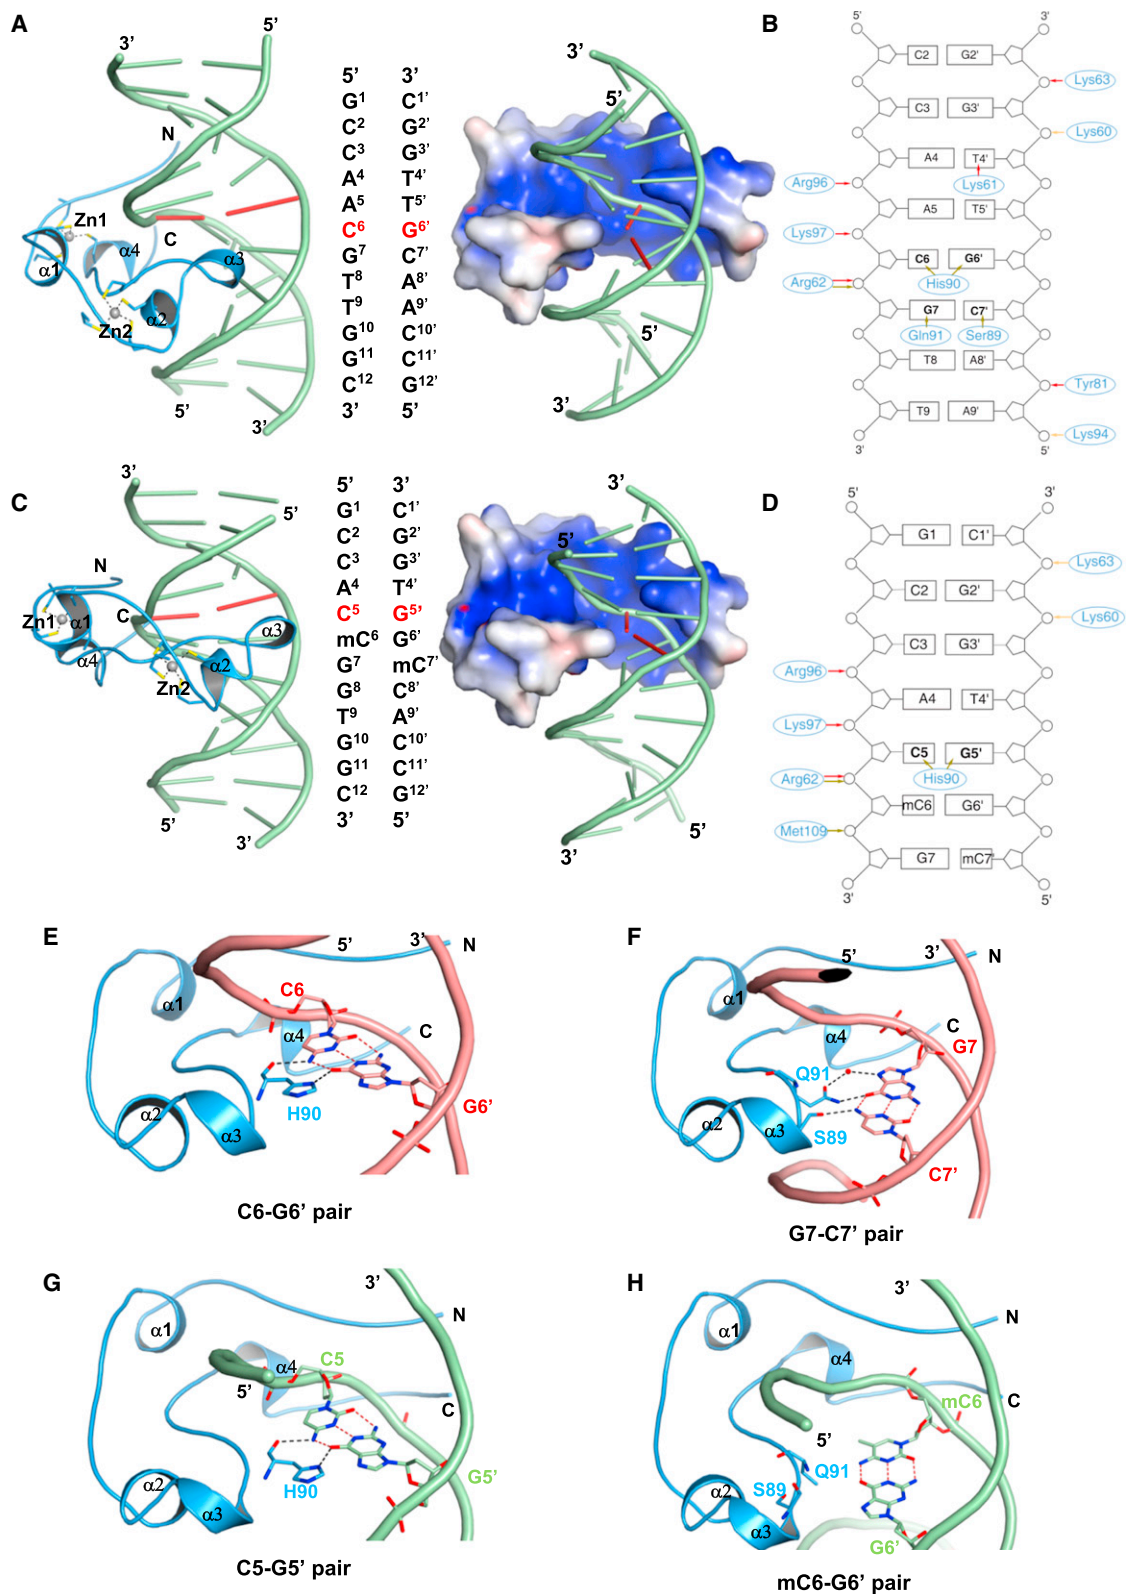 A
3’
5’
N
Zn1
α1
α4
C
α3
α2
Zn2
5’
3’
5’ 3’
G1 C1’
C2 G2’
C3 G3’
A4 T4’
A5 T5’
C6 G6’
G7 C7’
T8 A8’
T9 A9’
G10 C10’
G11 C11’
C12 G12’
3’ 5’
3’
5’
5’
3’
B
5' 3'
C2 G2'
Lys63
C3 G3'
Lys60
A4 T4'
Arg96 Lys61
A5 T5'
Lys97
C6 G6'
Arg62 His90
G7 C7'
Gln91 Ser89
T8 A8'
Tyr81
T9 A9'
Lys94
3' 5'
C
3’
5’
N
Zn1
α1
C
α3
α4
α2
Zn2
5’
3’
5’ 3’
G1 C1’
C2 G2’
C3 G3’
A4 T4’
C5 G5’
mC6 G6’
G7 mC7’
G8 C8’
T9 A9’
G10 C10’
G11 C11’
C12 G12’
3’ 5’
3’
5’
5’
3’
D
5' 3'
G1 C1'
Lys63
C2 G2'
Lys60
C3 G3'
Arg96
A4 T4'
Lys97
C5 G5'
Arg62 His90
mC6 G6'
Met109
G7 mC7'
3' 5'
E
5’ 3’ N
α1
C6
α4
C
H90
G6’
α2
α3
C6-G6’ pair
F
5’ 3’ N
α1
α4
C
G7
Q91
α2
α3
S89
C7’
G7-C7’ pair
G
3’
N
α1
α4
C5
5’
C
G5’
H90
α2
α3
C5-G5’ pair
H
3’
N
α1
α4
mC6
C
5’
Q91
S89
α2
α3
G6’
mC6-G6’ pair